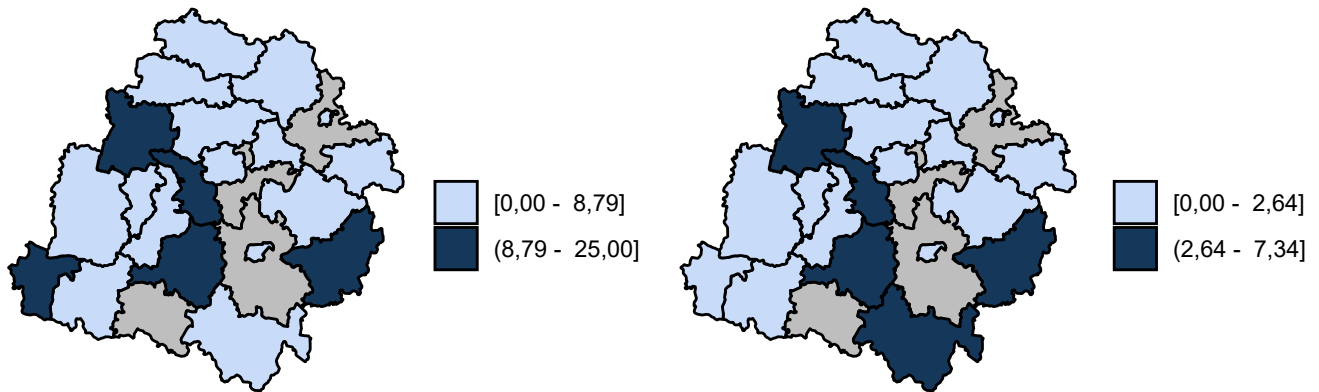 [0,00 - 8,79]
(8,79 - 25,00]
[0,00 - 2,64]
(2,64 - 7,34]